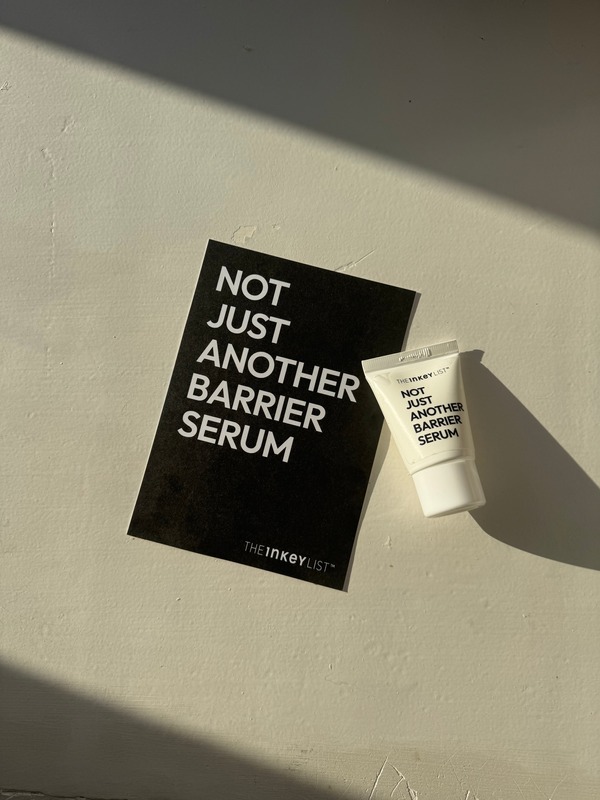 NOT
JUST
ANOTHER
BARRIER
SERUM
THE INKEY LIST™
THE INKEY LIST™
NOT
JUST
ANOTHER
BARRIER
SERUM